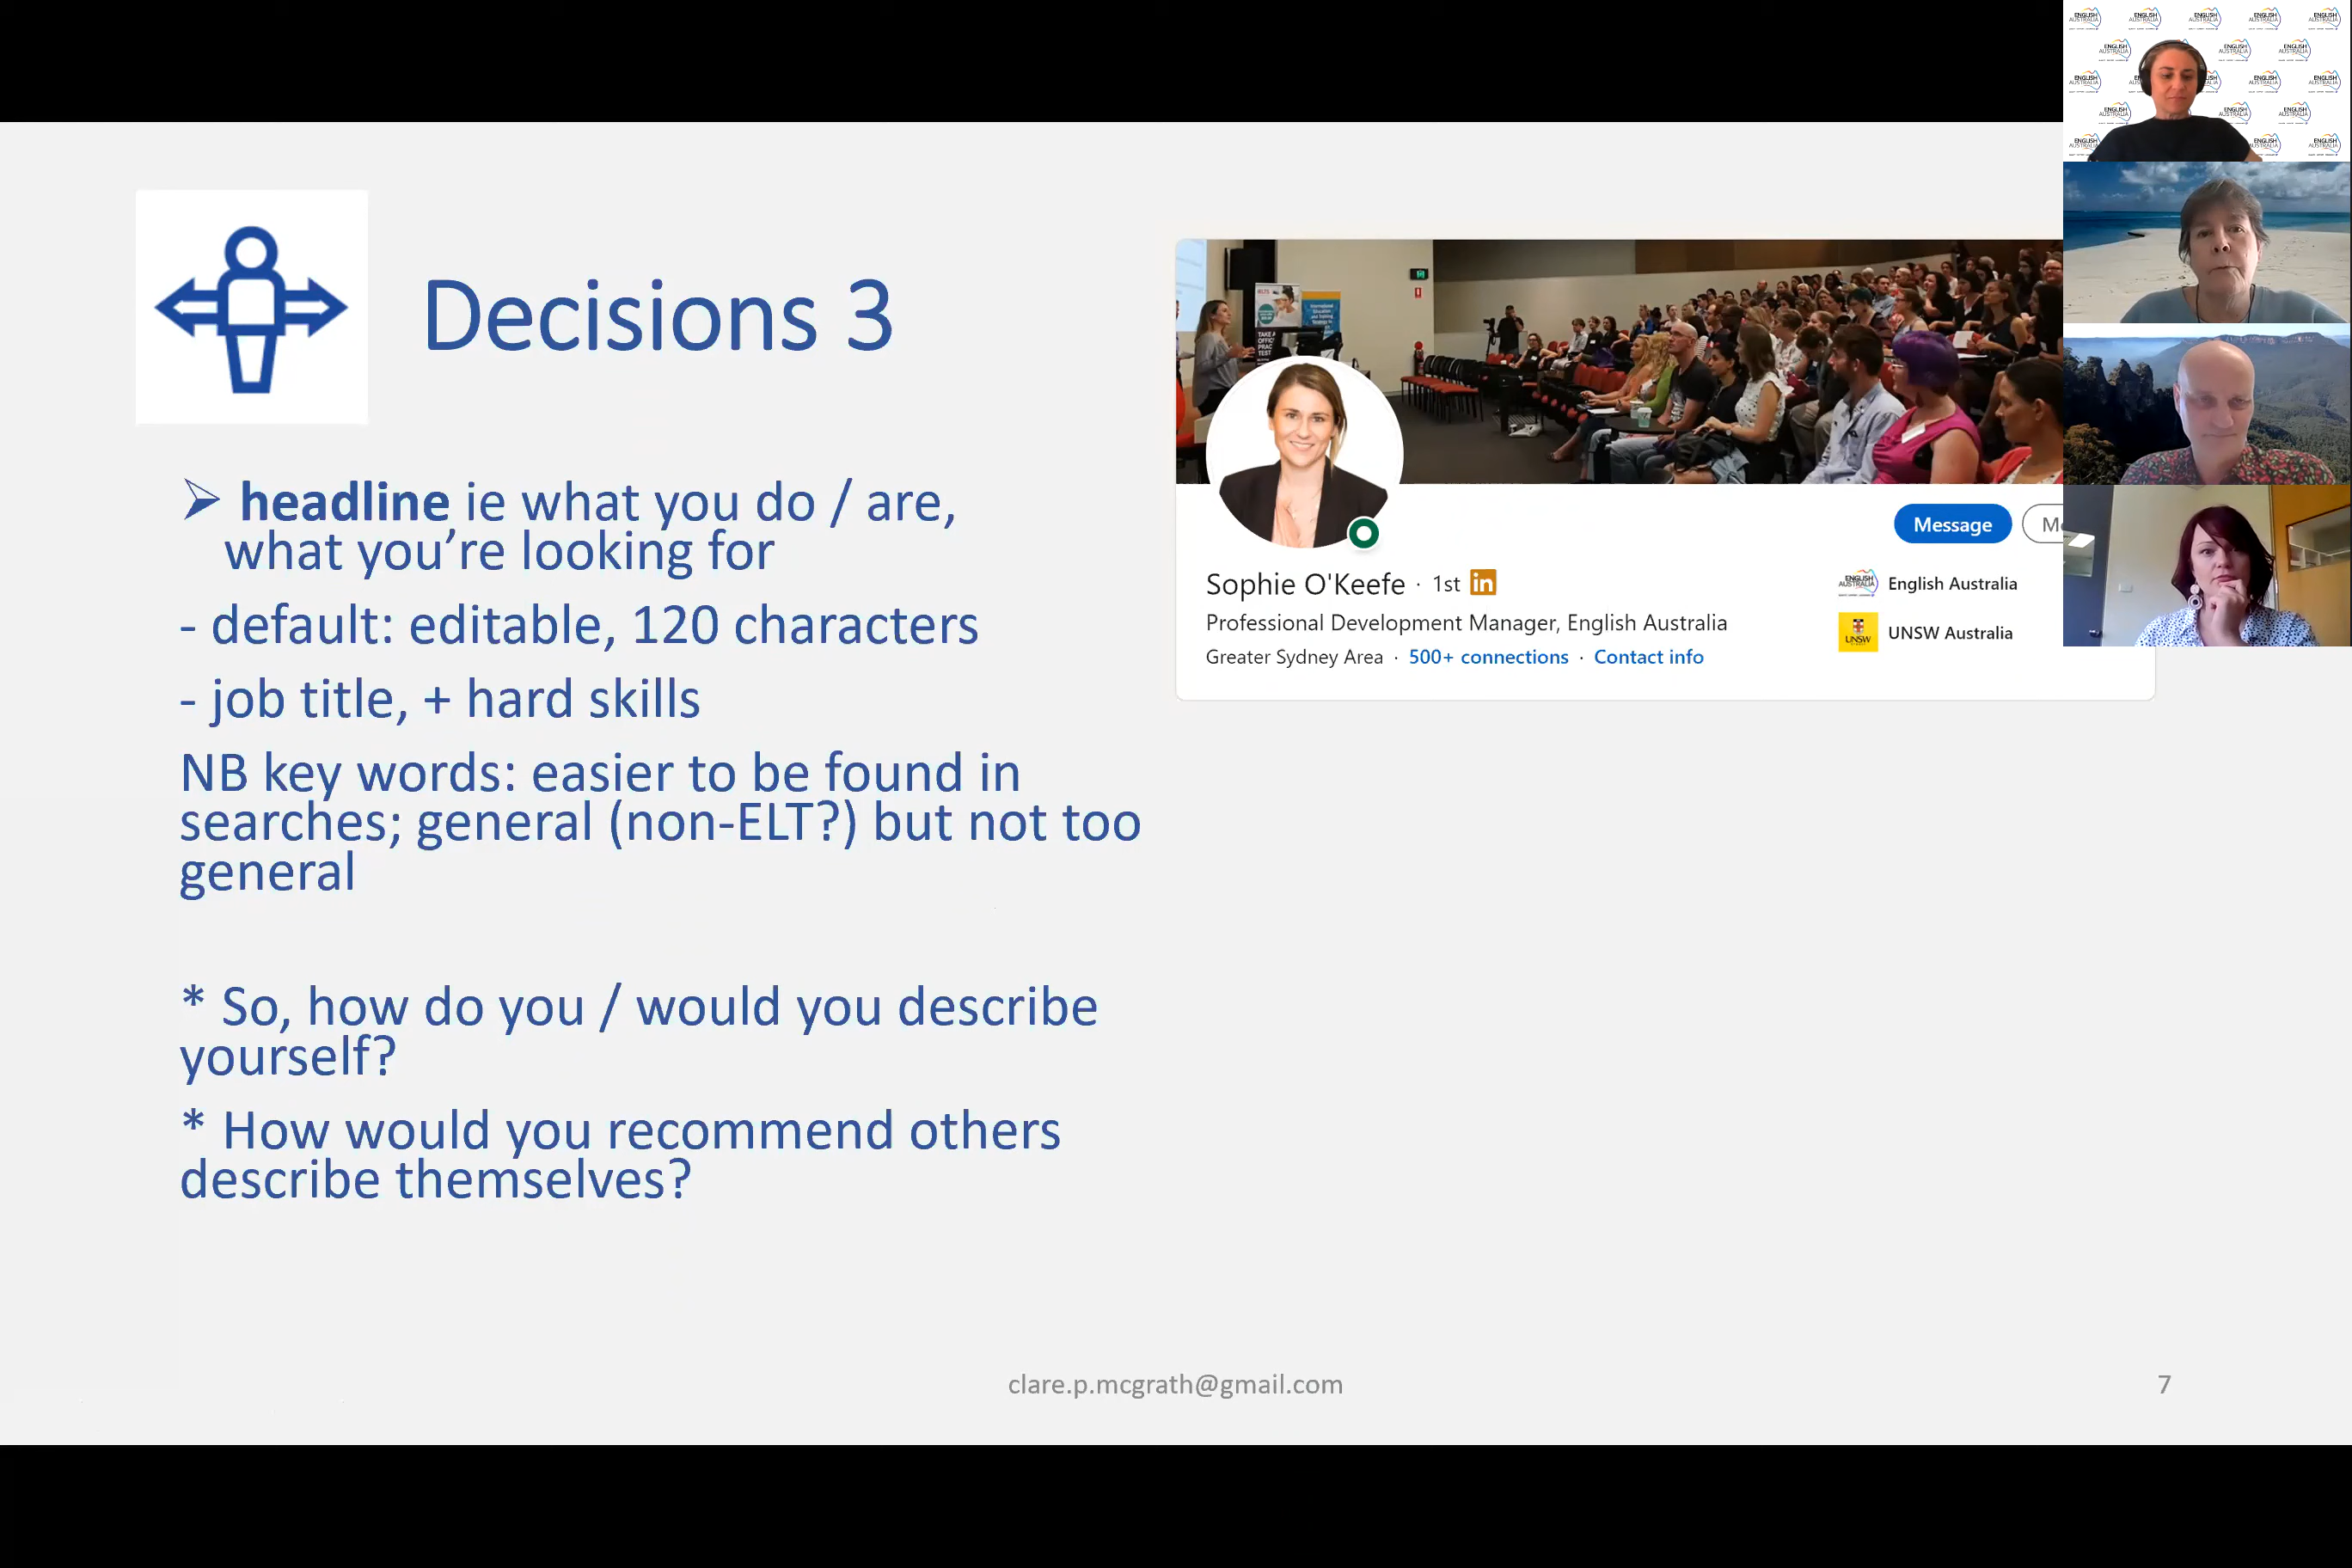 Decisions 3
➢ headline ie what you do / are,
what you’re looking for
- default: editable, 120 characters
- job title, + hard skills
NB key words: easier to be found in
searches; general (non-ELT?) but not too
general
* So, how do you / would you describe
yourself?
* How would you recommend others
describe themselves?
Message
Sophie O'Keefe · 1st in
Professional Development Manager, English Australia
Greater Sydney Area · 500+ connections · Contact info
ENGLISH AUSTRALIA English Australia
UNSW UNSW Australia
clare.p.mcgrath@gmail.com
7